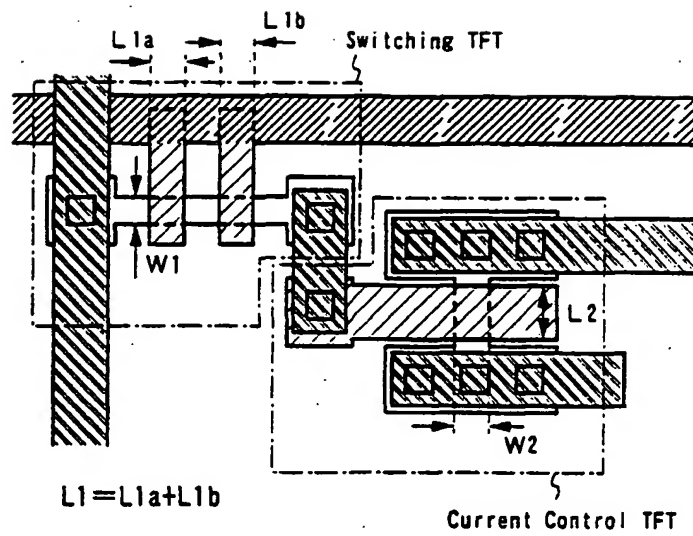 L1b
L1a
Switching TFT
W1
L2
W2
L1=L1a+L1b
Current Control TFT